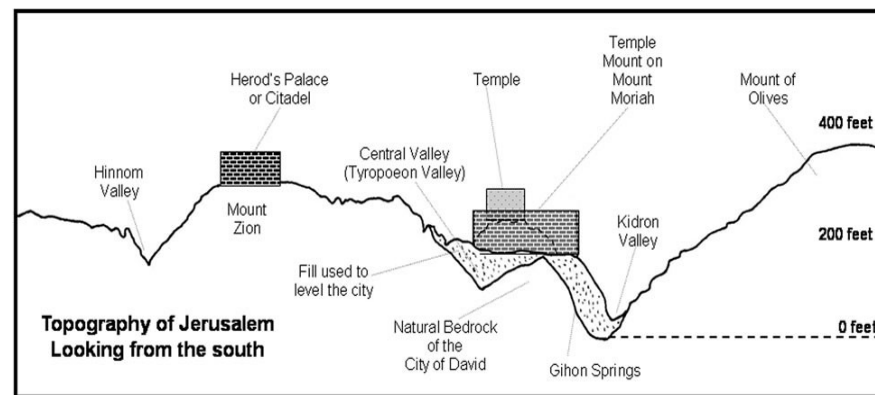 Herod's Palace
or Citadel
Temple
Temple
Mount on
Mount
Moriah
Mount of
Olives
400 feet
Hinnom
Valley
Central Valley
(Tyropoeon Valley)
Mount
Zion
Kidron
Valley
200 feet
Fill used to
level the city
Topography of Jerusalem
Looking from the south
Natural Bedrock
of the
City of David
0 feet
Gihon Springs